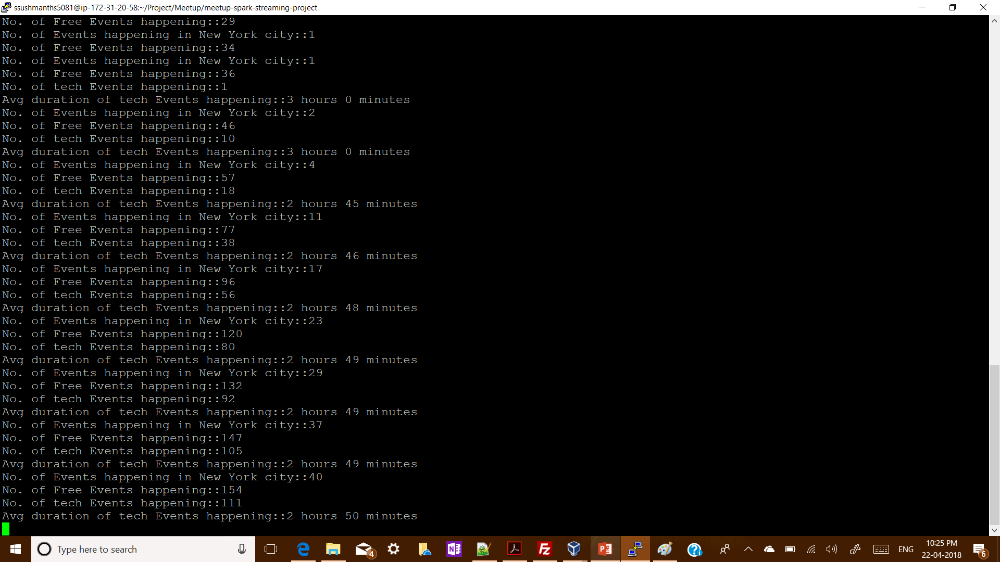 ssushmanths5081@ip-172-31-20-58:~/Project/Meetup/meetup-spark-streaming-project
No. of Free Events happening::29
No. of Events happening in New York city::1
No. of Free Events happening::34
No. of Events happening in New York city::1
No. of Free Events happening::36
No. of tech Events happening::1
Avg duration of tech Events happening::3 hours 0 minutes
No. of Events happening in New York city::2
No. of Free Events happening::46
No. of tech Events happening::10
Avg duration of tech Events happening::3 hours 0 minutes
No. of Events happening in New York city::4
No. of Free Events happening::57
No. of tech Events happening::18
Avg duration of tech Events happening::2 hours 45 minutes
No. of Events happening in New York city::11
No. of Free Events happening::77
No. of tech Events happening::38
Avg duration of tech Events happening::2 hours 46 minutes
No. of Events happening in New York city::17
No. of Free Events happening::96
No. of tech Events happening::56
Avg duration of tech Events happening::2 hours 48 minutes
No. of Events happening in New York city::23
No. of Free Events happening::120
No. of tech Events happening::80
Avg duration of tech Events happening::2 hours 49 minutes
No. of Events happening in New York city::29
No. of Free Events happening::132
No. of tech Events happening::92
Avg duration of tech Events happening::2 hours 49 minutes
No. of Events happening in New York city::37
No. of Free Events happening::147
No. of tech Events happening::105
Avg duration of tech Events happening::2 hours 49 minutes
No. of Events happening in New York city::40
No. of Free Events happening::154
No. of tech Events happening::111
Avg duration of tech Events happening::2 hours 50 minutes
Type here to search
4
ENG
10:25 PM
22-04-2018
6